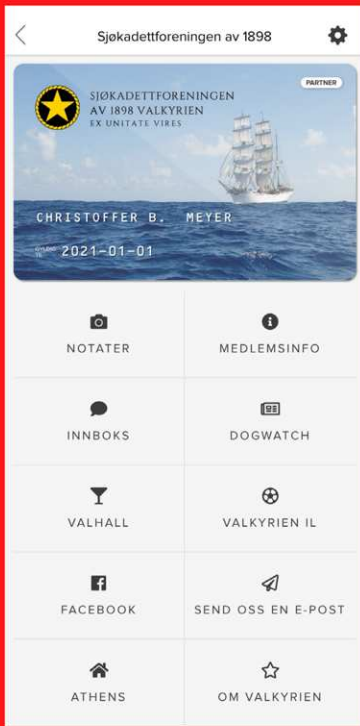 Sjøkadettforeningen av 1898
PARTNER
SJØKADETTFORENINGEN
AV 1898 VALKYRIEN
EX UNITATE VIRES
CHRISTOFFER B. MEYER
2021-01-01
NOTATER
MEDLEMSINFO
INNBOKS
DOGWATCH
VALHALL
VALKYRIEN IL
FACEBOOK
SEND OSS EN E-POST
ATHENS
OM VALKYRIEN